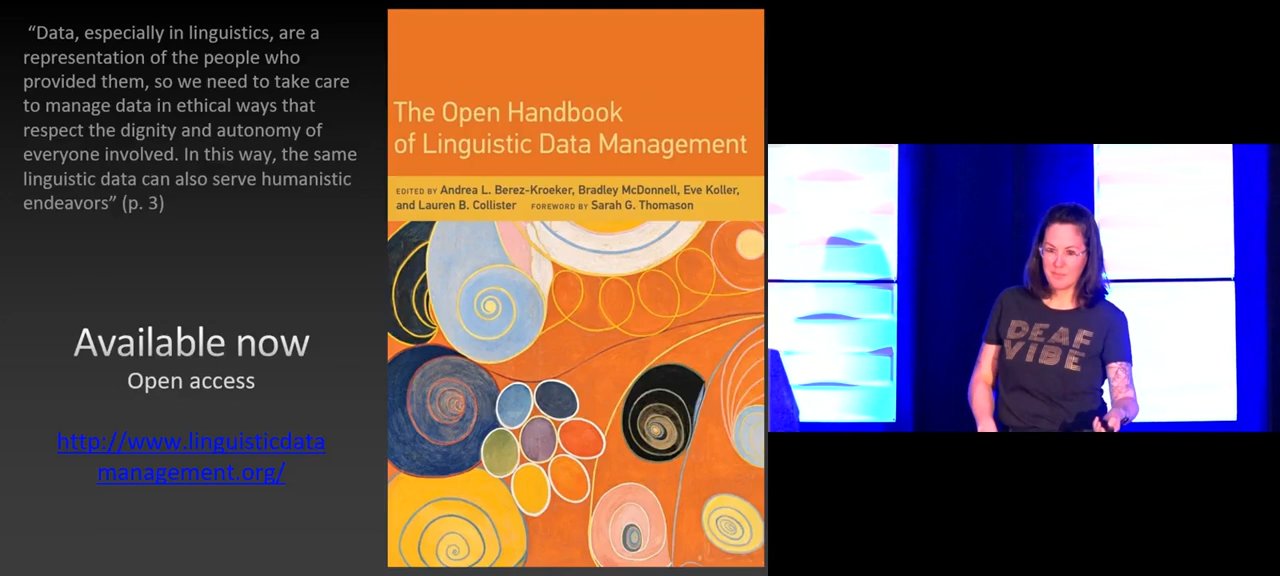 “Data, especially in linguistics, are a
representation of the people who
provided them, so we need to take care
to manage data in ethical ways that
respect the dignity and autonomy of
everyone involved. In this way, the same
linguistic data can also serve humanistic
endeavors” (p. 3)
Available now
Open access
http://www.linguisticdata
management.org/
The Open Handbook
of Linguistic Data Management
EDITED BY Andrea L. Berez-Kroeker, Bradley McDonnell, Eve Koller,
and Lauren B. Collister FOREWORD BY Sarah G. Thomason
DEAF
VIBE